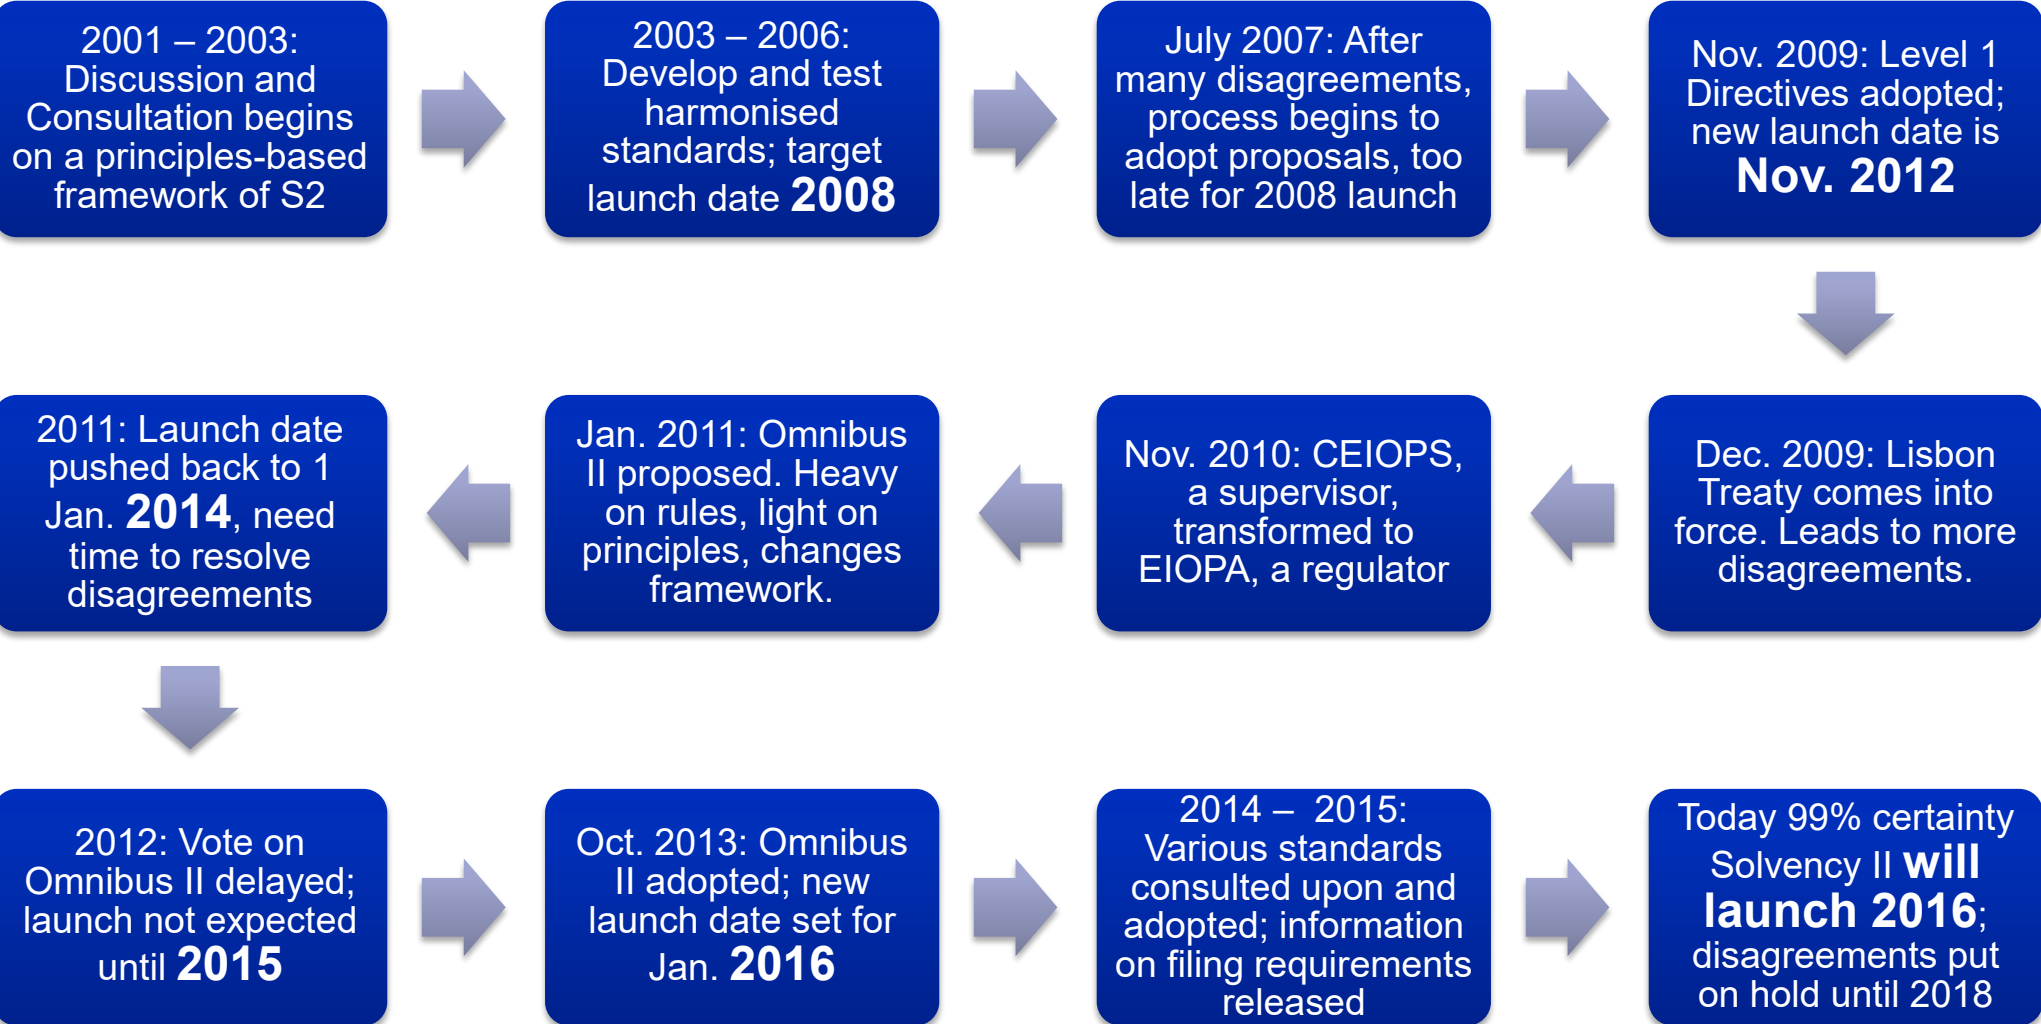 2001 – 2003:
Discussion and
Consultation begins
on a principles-based
framework of S2
2003 – 2006:
Develop and test
harmonised
standards; target
launch date 2008
July 2007: After
many disagreements,
process begins to
adopt proposals, too
late for 2008 launch
Nov. 2009: Level 1
Directives adopted;
new launch date is
Nov. 2012
Dec. 2009: Lisbon
Treaty comes into
force. Leads to more
disagreements.
Nov. 2010: CEIOPS,
a supervisor,
transformed to
EIOPA, a regulator
Jan. 2011: Omnibus
II proposed. Heavy
on rules, light on
principles, changes
framework.
2011: Launch date
pushed back to 1
Jan. 2014, need
time to resolve
disagreements
2012: Vote on
Omnibus II delayed;
launch not expected
until 2015
Oct. 2013: Omnibus
II adopted; new
launch date set for
Jan. 2016
2014 – 2015:
Various standards
consulted upon and
adopted; information
on filing requirements
released
Today 99% certainty
Solvency II will
launch 2016;
disagreements put
on hold until 2018